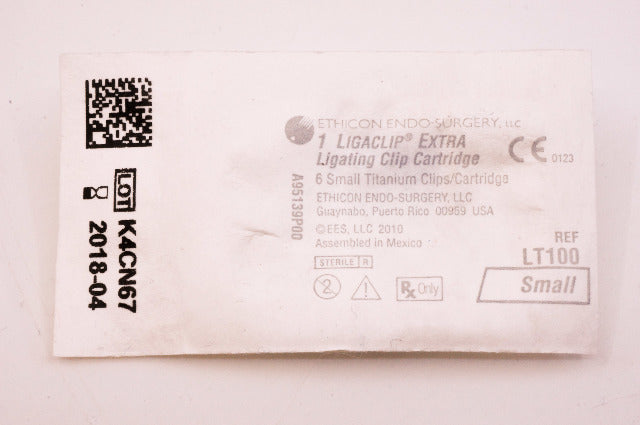 LOT K4CN67
2018-04
ETHICON ENDO-SURGERY, LLC
1 LIGACLIP® EXTRA
Ligating Clip Cartridge
CE 0123
6 Small Titanium Clips/Cartridge
ETHICON ENDO-SURGERY, LLC
Guaynabo, Puerto Rico 00959 USA
©EES, LLC 2010
Assembled in Mexico
A95139P00
STERILE R
2
Rx Only
REF
LT100
Small